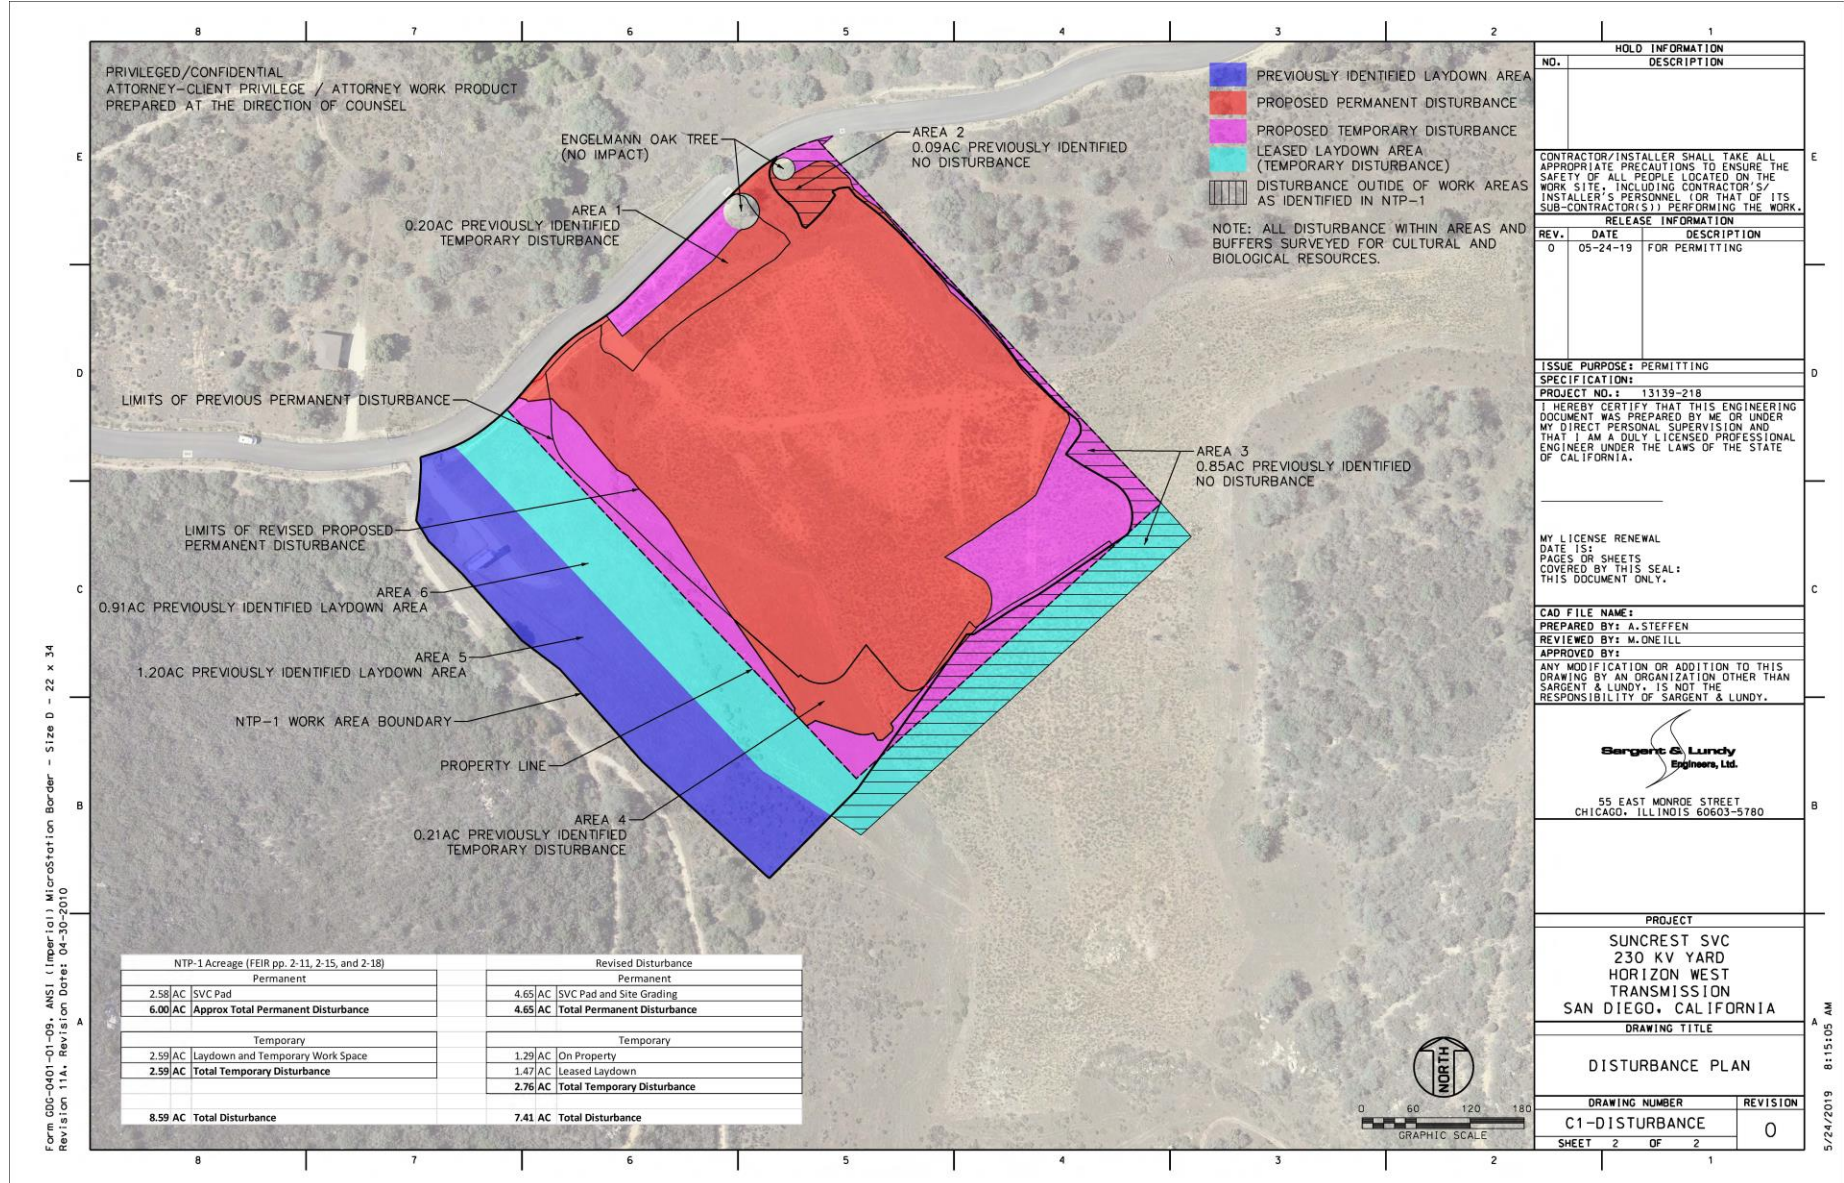 8 7 6 5 4 3 2 1
PRIVILEGED/CONFIDENTIAL
ATTORNEY-CLIENT PRIVILEGE / ATTORNEY WORK PRODUCT
PREPARED AT THE DIRECTION OF COUNSEL
PREVIOUSLY IDENTIFIED LAYDOWN AREA
PROPOSED PERMANENT DISTURBANCE
PROPOSED TEMPORARY DISTURBANCE
LEASED LAYDOWN AREA
(TEMPORARY DISTURBANCE)
DISTURBANCE OUTIDE OF WORK AREAS
AS IDENTIFIED IN NTP-1
NOTE: ALL DISTURBANCE WITHIN AREAS AND
BUFFERS SURVEYED FOR CULTURAL AND
BIOLOGICAL RESOURCES.
ENGELMANN OAK TREE
(NO IMPACT)
AREA 2
0.09AC PREVIOUSLY IDENTIFIED
NO DISTURBANCE
AREA 1
0.20AC PREVIOUSLY IDENTIFIED
TEMPORARY DISTURBANCE
LIMITS OF PREVIOUS PERMANENT DISTURBANCE
AREA 3
0.85AC PREVIOUSLY IDENTIFIED
NO DISTURBANCE
LIMITS OF REVISED PROPOSED
PERMANENT DISTURBANCE
AREA 6
0.91AC PREVIOUSLY IDENTIFIED LAYDOWN AREA
AREA 5
1.20AC PREVIOUSLY IDENTIFIED LAYDOWN AREA
NTP-1 WORK AREA BOUNDARY
PROPERTY LINE
AREA 4
0.21AC PREVIOUSLY IDENTIFIED
TEMPORARY DISTURBANCE
E
D
C
B
A
NTP-1 Acreage (FEIR pp. 2-11, 2-15, and 2-18)
Permanent
2.58 AC SVC Pad
6.00 AC Approx Total Permanent Disturbance
Temporary
2.59 AC Laydown and Temporary Work Space
2.59 AC Total Temporary Disturbance
8.59 AC Total Disturbance
Revised Disturbance
Permanent
4.65 AC SVC Pad and Site Grading
4.65 AC Total Permanent Disturbance
Temporary
1.29 AC On Property
1.47 AC Leased Laydown
2.76 AC Total Temporary Disturbance
7.41 AC Total Disturbance
NORTH
0 60 120 180
GRAPHIC SCALE
8 7 6 5 4 3 2 1
HOLD INFORMATION
NO. DESCRIPTION
CONTRACTOR/INSTALLER SHALL TAKE ALL
APPROPRIATE PRECAUTIONS TO ENSURE THE
SAFETY OF ALL PEOPLE LOCATED ON THE
WORK SITE, INCLUDING CONTRACTOR'S/
INSTALLER'S PERSONNEL (OR THAT OF ITS
SUB-CONTRACTOR(S)) PERFORMING THE WORK.
RELEASE INFORMATION
REV. DATE DESCRIPTION
0 05-24-19 FOR PERMITTING
ISSUE PURPOSE: PERMITTING
SPECIFICATION:
PROJECT NO.: 13139-218
I HEREBY CERTIFY THAT THIS ENGINEERING
DOCUMENT WAS PREPARED BY ME OR UNDER
MY DIRECT PERSONAL SUPERVISION AND
THAT I AM A DULY LICENSED PROFESSIONAL
ENGINEER UNDER THE LAWS OF THE STATE
OF CALIFORNIA.
MY LICENSE RENEWAL
DATE IS:
PAGES OR SHEETS
COVERED BY THIS SEAL:
THIS DOCUMENT ONLY.
CAD FILE NAME:
PREPARED BY: A.STEFFEN
REVIEWED BY: M.ONEILL
APPROVED BY:
ANY MODIFICATION OR ADDITION TO THIS
DRAWING BY AN ORGANIZATION OTHER THAN
SARGENT & LUNDY, IS NOT THE
RESPONSIBILITY OF SARGENT & LUNDY.
Sargent & Lundy
Engineers, Ltd.
55 EAST MONROE STREET
CHICAGO, ILLINOIS 60603-5780
PROJECT
SUNCREST SVC
230 KV YARD
HORIZON WEST
TRANSMISSION
SAN DIEGO, CALIFORNIA
DRAWING TITLE
DISTURBANCE PLAN
DRAWING NUMBER REVISION
C1-DISTURBANCE 0
SHEET 2 OF 2
E
D
C
B
A
Form GDG-0401-01-09, ANSI (Imperial) MicroStation Border - Size D - 22 x 34
Revision 11A, Revision Date: 04-30-2010
5/24/2019 8:15:05 AM